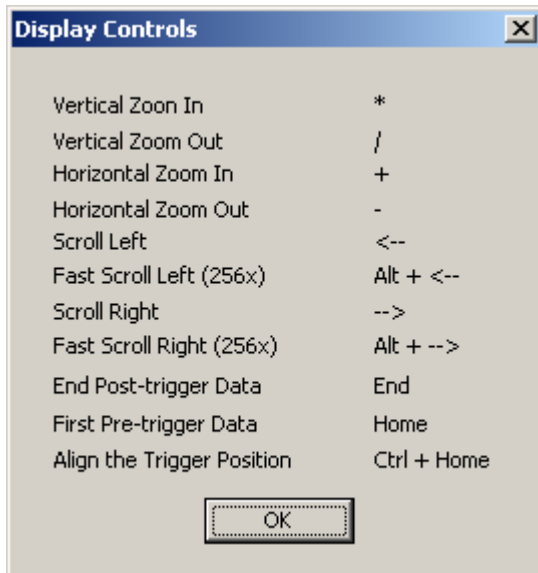 Display Controls
Vertical Zoon In *
Vertical Zoom Out /
Horizontal Zoom In +
Horizontal Zoom Out -
Scroll Left <--
Fast Scroll Left (256x) Alt + <--
Scroll Right -->
Fast Scroll Right (256x) Alt + -->
End Post-trigger Data End
First Pre-trigger Data Home
Align the Trigger Position Ctrl + Home
OK